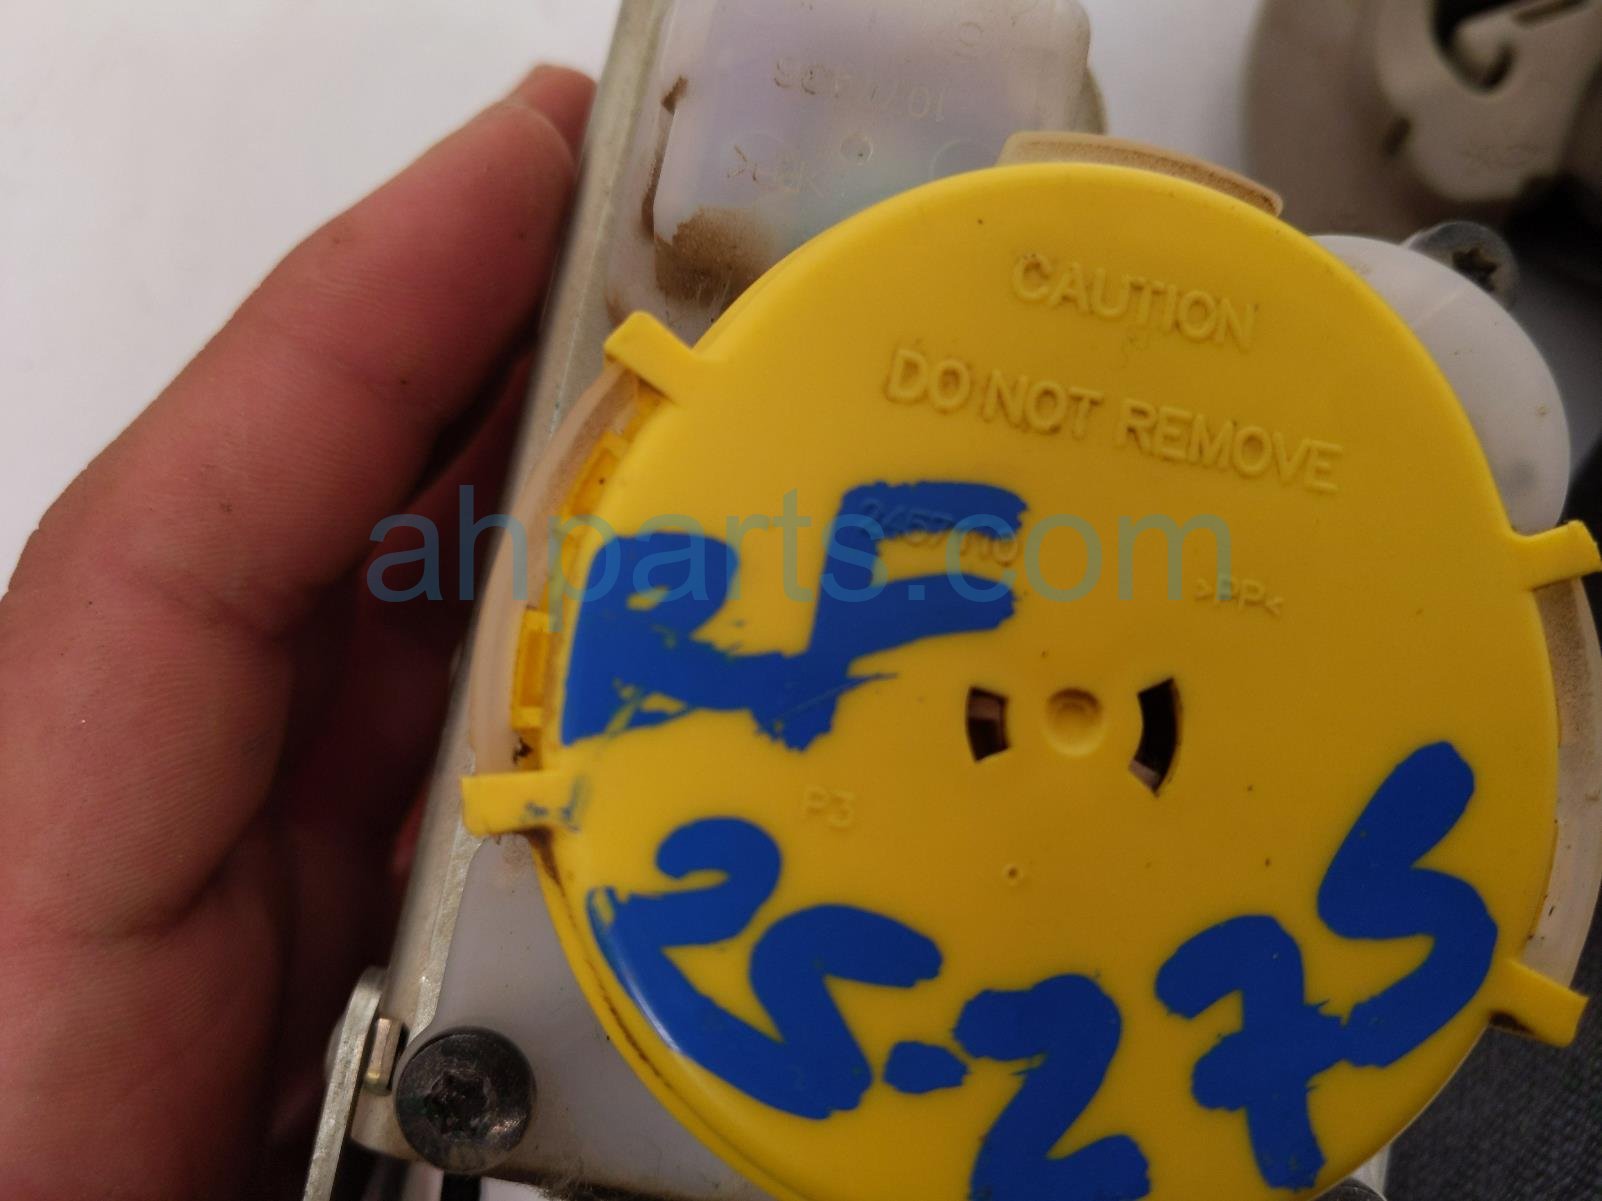 CAUTION
DO NOT REMOVE
RF
ahparts.com
>PP<
P3
25.275